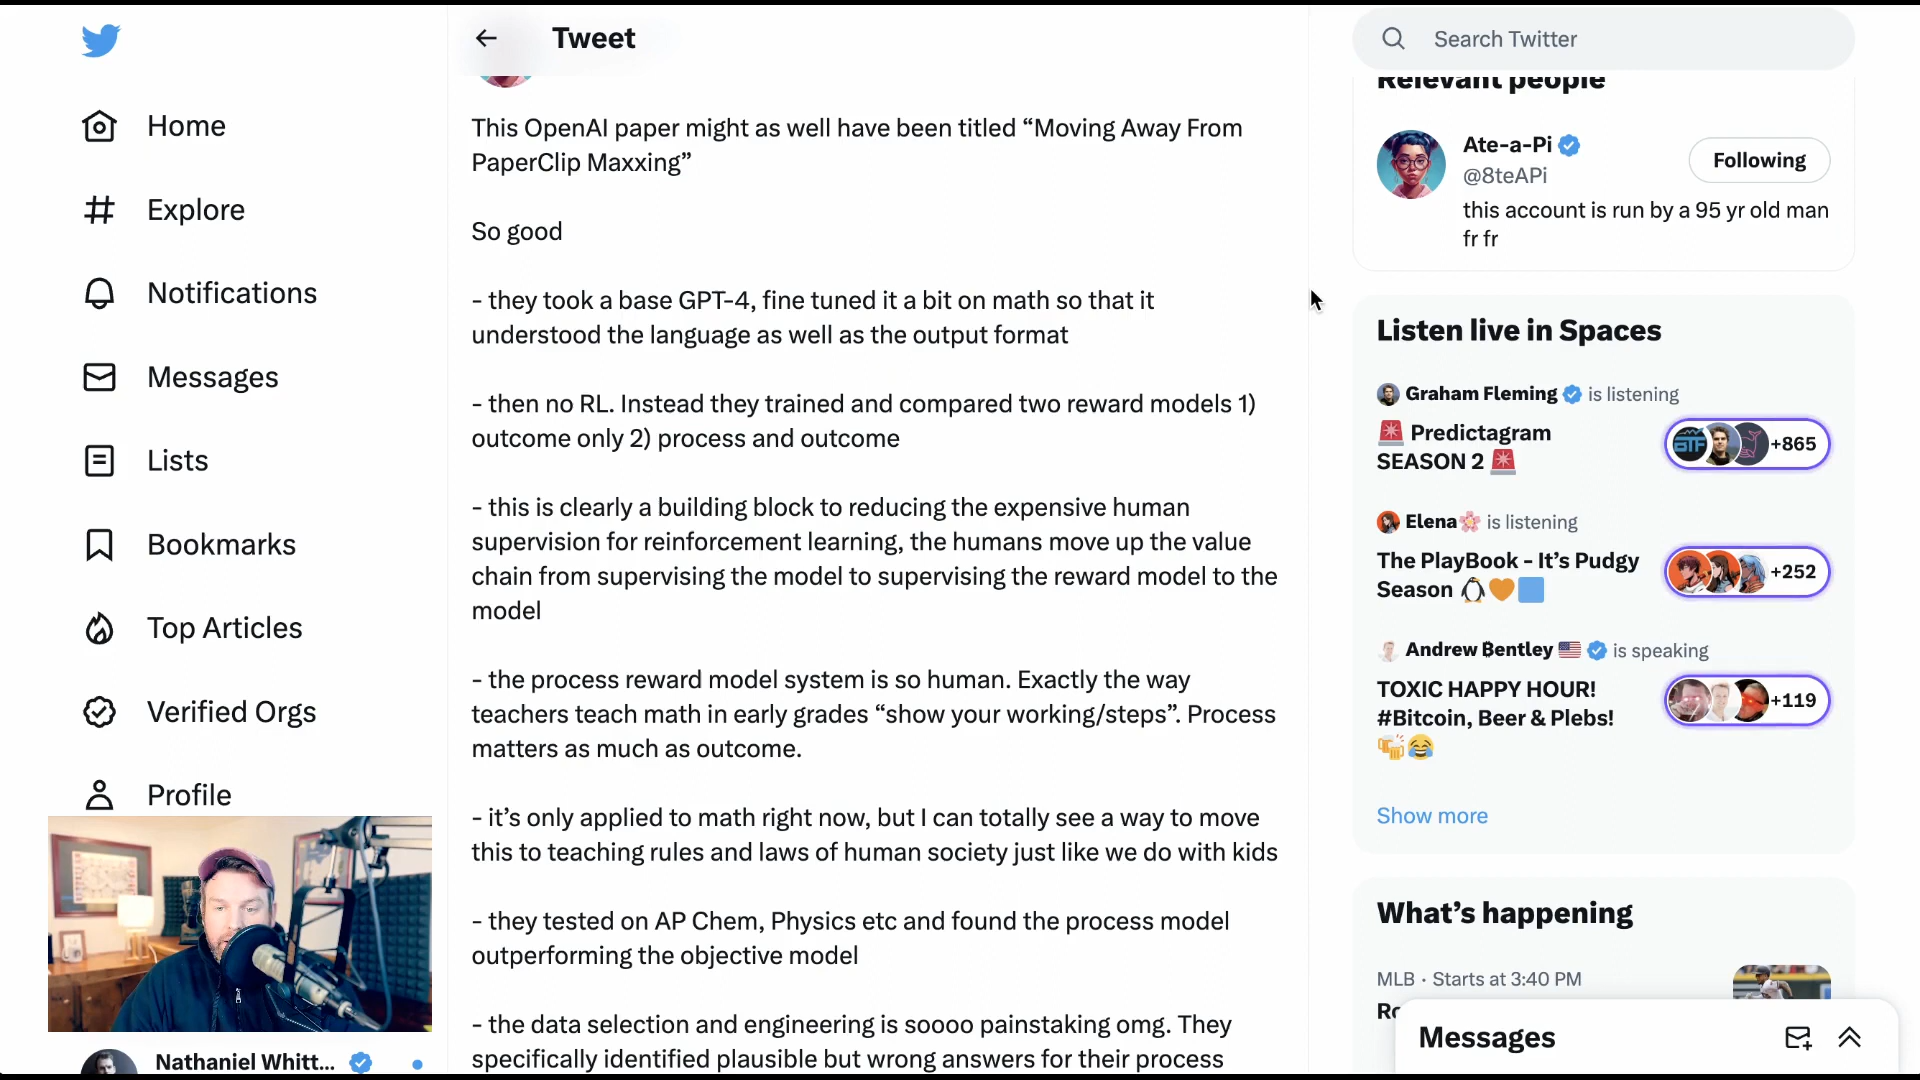 Tweet
Search Twitter
Home
Explore
Notifications
Messages
Lists
Bookmarks
Top Articles
Verified Orgs
Profile
Nathaniel Whitt...
This OpenAI paper might as well have been titled “Moving Away From
PaperClip Maxxing”
So good
- they took a base GPT-4, fine tuned it a bit on math so that it
understood the language as well as the output format
- then no RL. Instead they trained and compared two reward models 1)
outcome only 2) process and outcome
- this is clearly a building block to reducing the expensive human
supervision for reinforcement learning, the humans move up the value
chain from supervising the model to supervising the reward model to the
model
- the process reward model system is so human. Exactly the way
teachers teach math in early grades “show your working/steps”. Process
matters as much as outcome.
- it’s only applied to math right now, but I can totally see a way to move
this to teaching rules and laws of human society just like we do with kids
- they tested on AP Chem, Physics etc and found the process model
outperforming the objective model
- the data selection and engineering is soooo painstaking omg. They
specifically identified plausible but wrong answers for their process
Relevant people
Ate-a-Pi
@8teAPi
Following
this account is run by a 95 yr old man
fr fr
Listen live in Spaces
Graham Fleming is listening
🚨 Predictagram
SEASON 2 🚨
+865
Elena🌸 is listening
The PlayBook - It’s Pudgy
Season 🐧🧡🟦
+252
Andrew ₿entley 🇺🇸 is speaking
TOXIC HAPPY HOUR!
#Bitcoin, Beer & Plebs!
🍻😂
+119
Show more
What’s happening
MLB · Starts at 3:40 PM
Messages